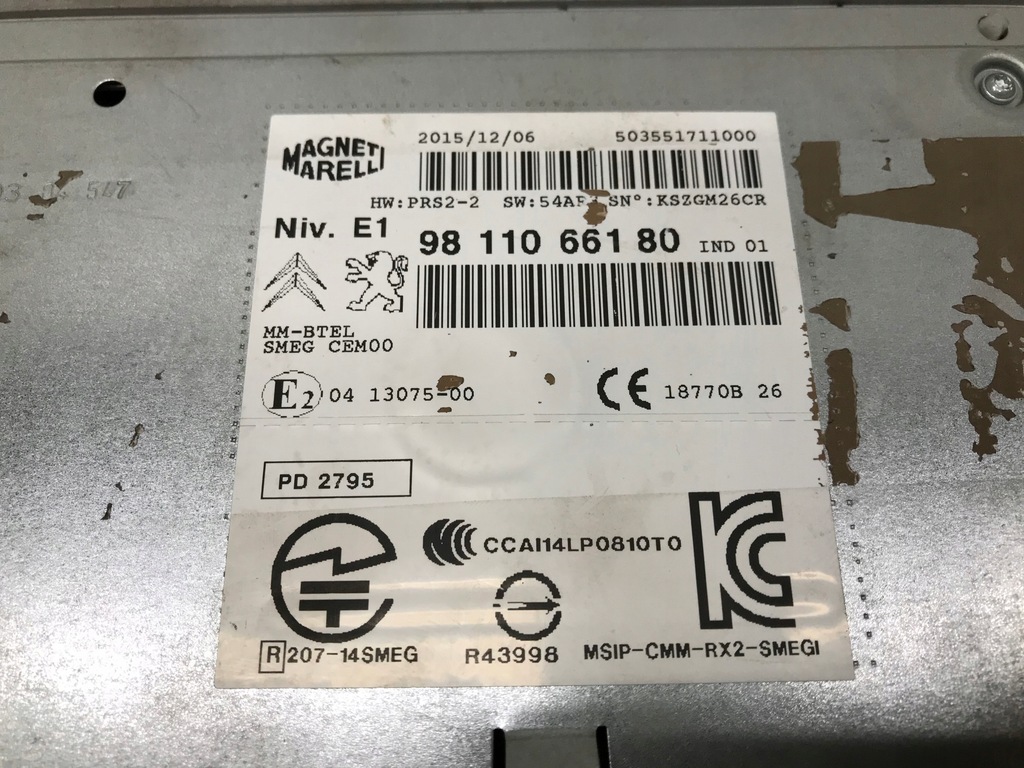 MAGNETI
MARELLI
2015/12/06 503551711000
HW:PRS2-2 SN°:KSZGM26CR
Niv. E1 98 110 661 80 IND 01
MM-BTEL
SMEG CEM00
E2 04 13075-00 CE 18770B 26
PD 2795
CCAI14LP0810T0
R 207-14SMEG R43998 MSIP-CMM-RX2-SMEGI